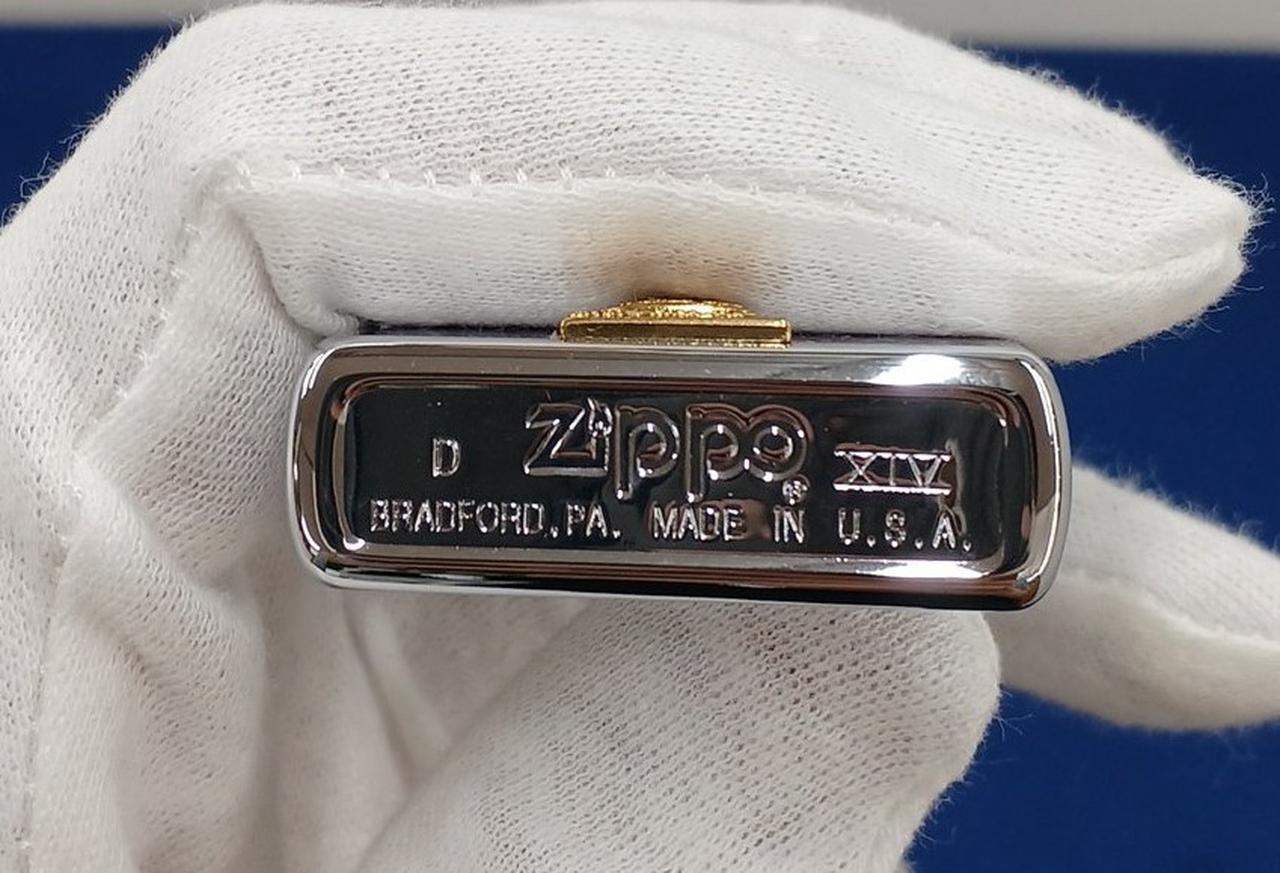 D Zippo® XIV
BRADFORD,PA. MADE IN U.S.A.